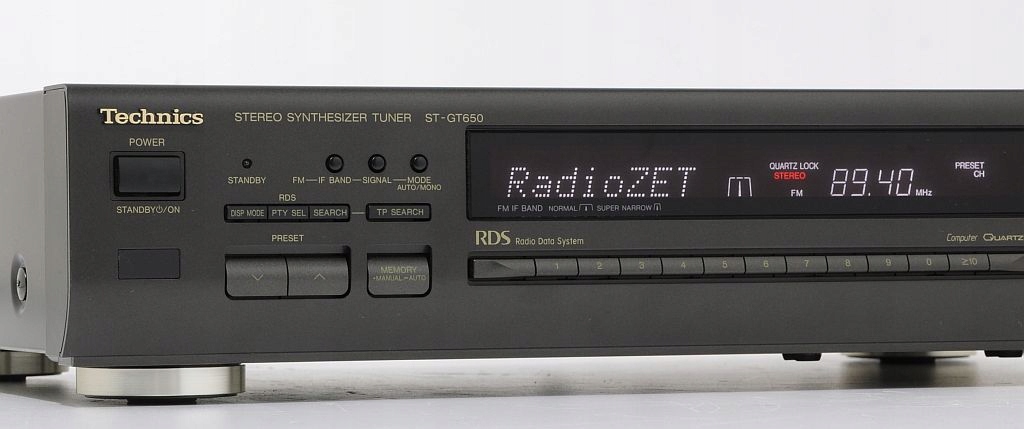 Technics STEREO SYNTHESIZER TUNER ST-GT650
POWER
STANDBY⏻/ON
STANDBY
FM—IF BAND—SIGNAL—MODE
AUTO/MONO
RDS
DISP MODE PTY SEL SEARCH TP SEARCH
PRESET
MEMORY
–MANUAL–AUTO
RadioZET
QUARTZ LOCK
STEREO
FM
89.40 MHz
PRESET
CH
FM IF BAND NORMAL SUPER NARROW
RDS Radio Data System
Computer QUARTZ
1 2 3 4 5 6 7 8 9 0 ≥10